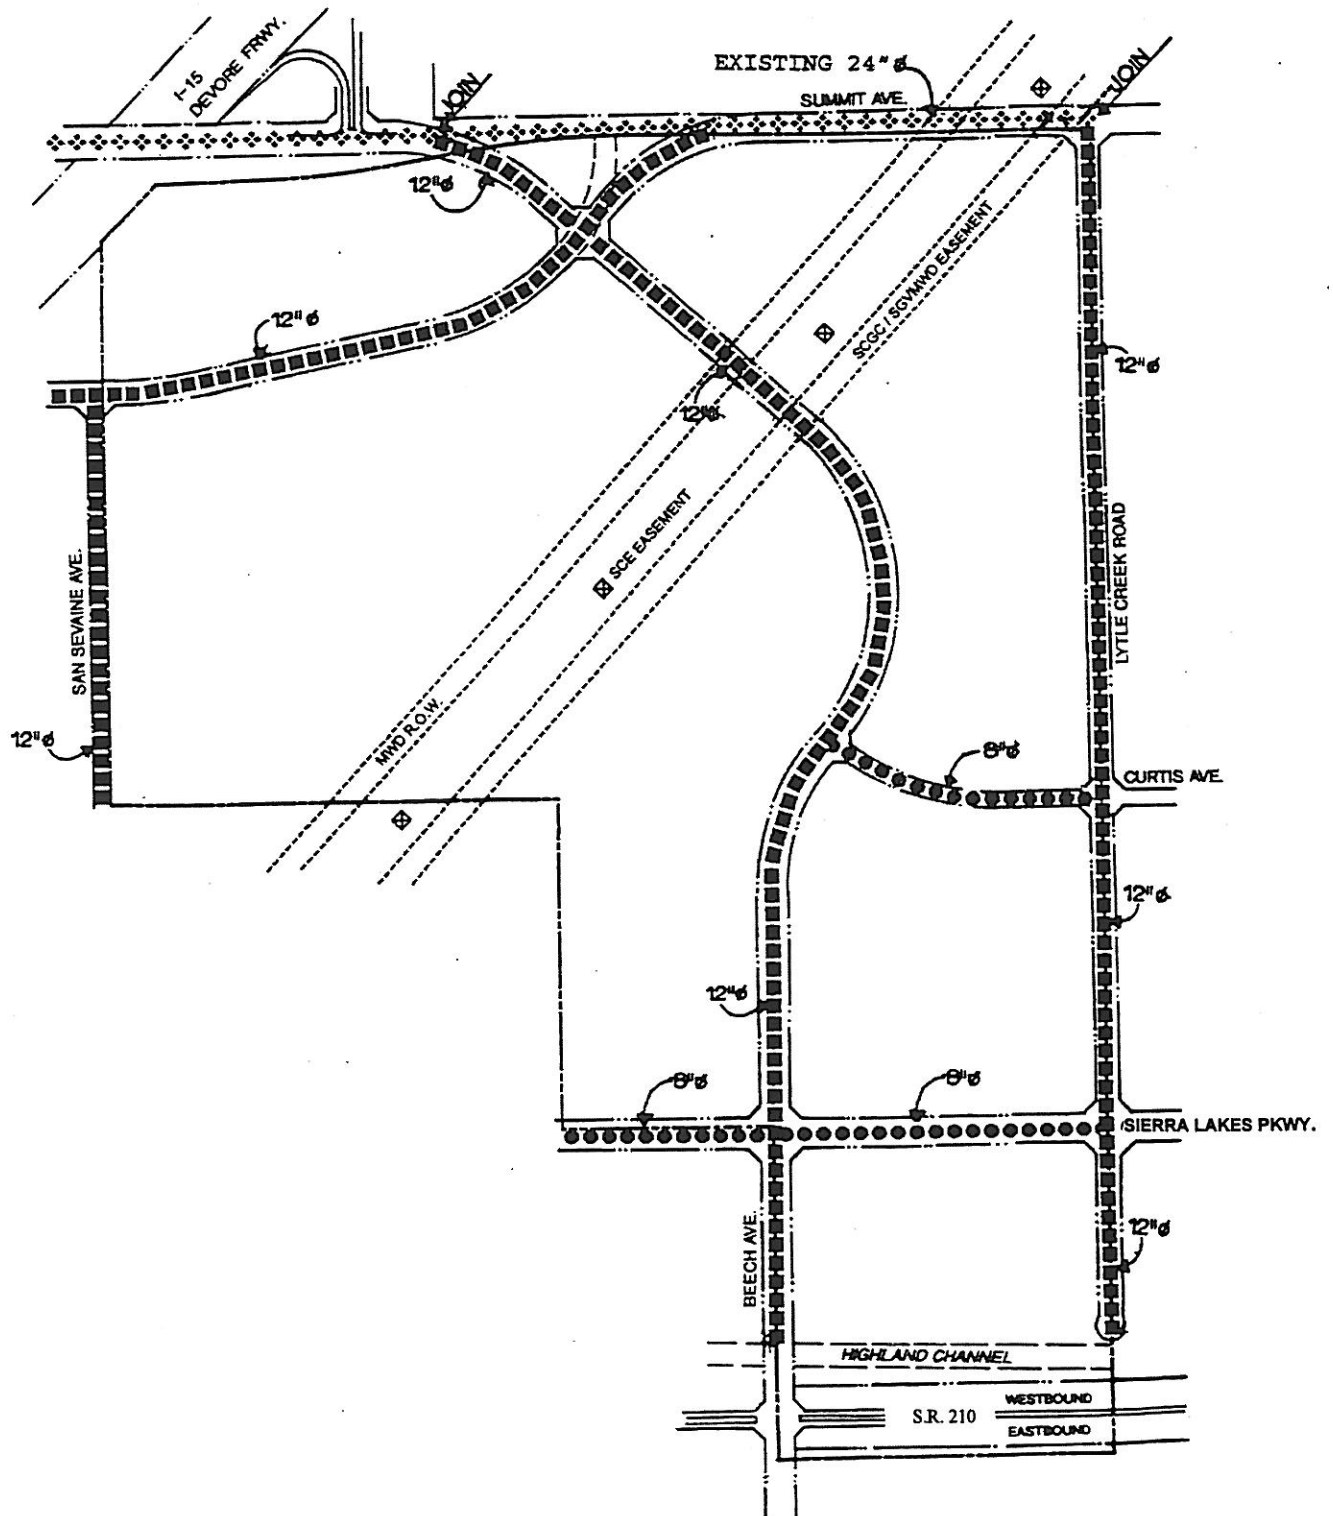 I-15
DEVORE FRWY.
JOIN
EXISTING 24"ø
SUMMIT AVE.
JOIN
12"ø
SCGC / SGVMWD EASEMENT
12"ø
12"ø
12"ø
SCE EASEMENT
LYTLE CREEK ROAD
SAN SEVAINE AVE.
MWD R.O.W.
12"ø
8"ø
CURTIS AVE.
12"ø
12"ø
8"ø
8"ø
SIERRA LAKES PKWY.
BEECH AVE.
12"ø
HIGHLAND CHANNEL
WESTBOUND
S.R. 210
EASTBOUND